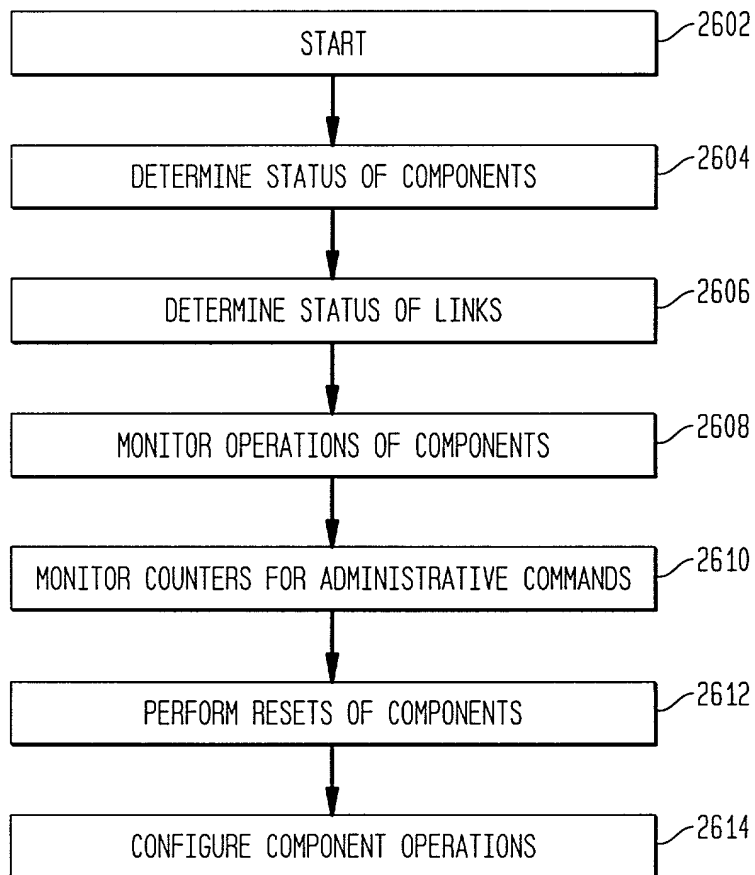 START 2602
DETERMINE STATUS OF COMPONENTS 2604
DETERMINE STATUS OF LINKS 2606
MONITOR OPERATIONS OF COMPONENTS 2608
MONITOR COUNTERS FOR ADMINISTRATIVE COMMANDS 2610
PERFORM RESETS OF COMPONENTS 2612
CONFIGURE COMPONENT OPERATIONS 2614